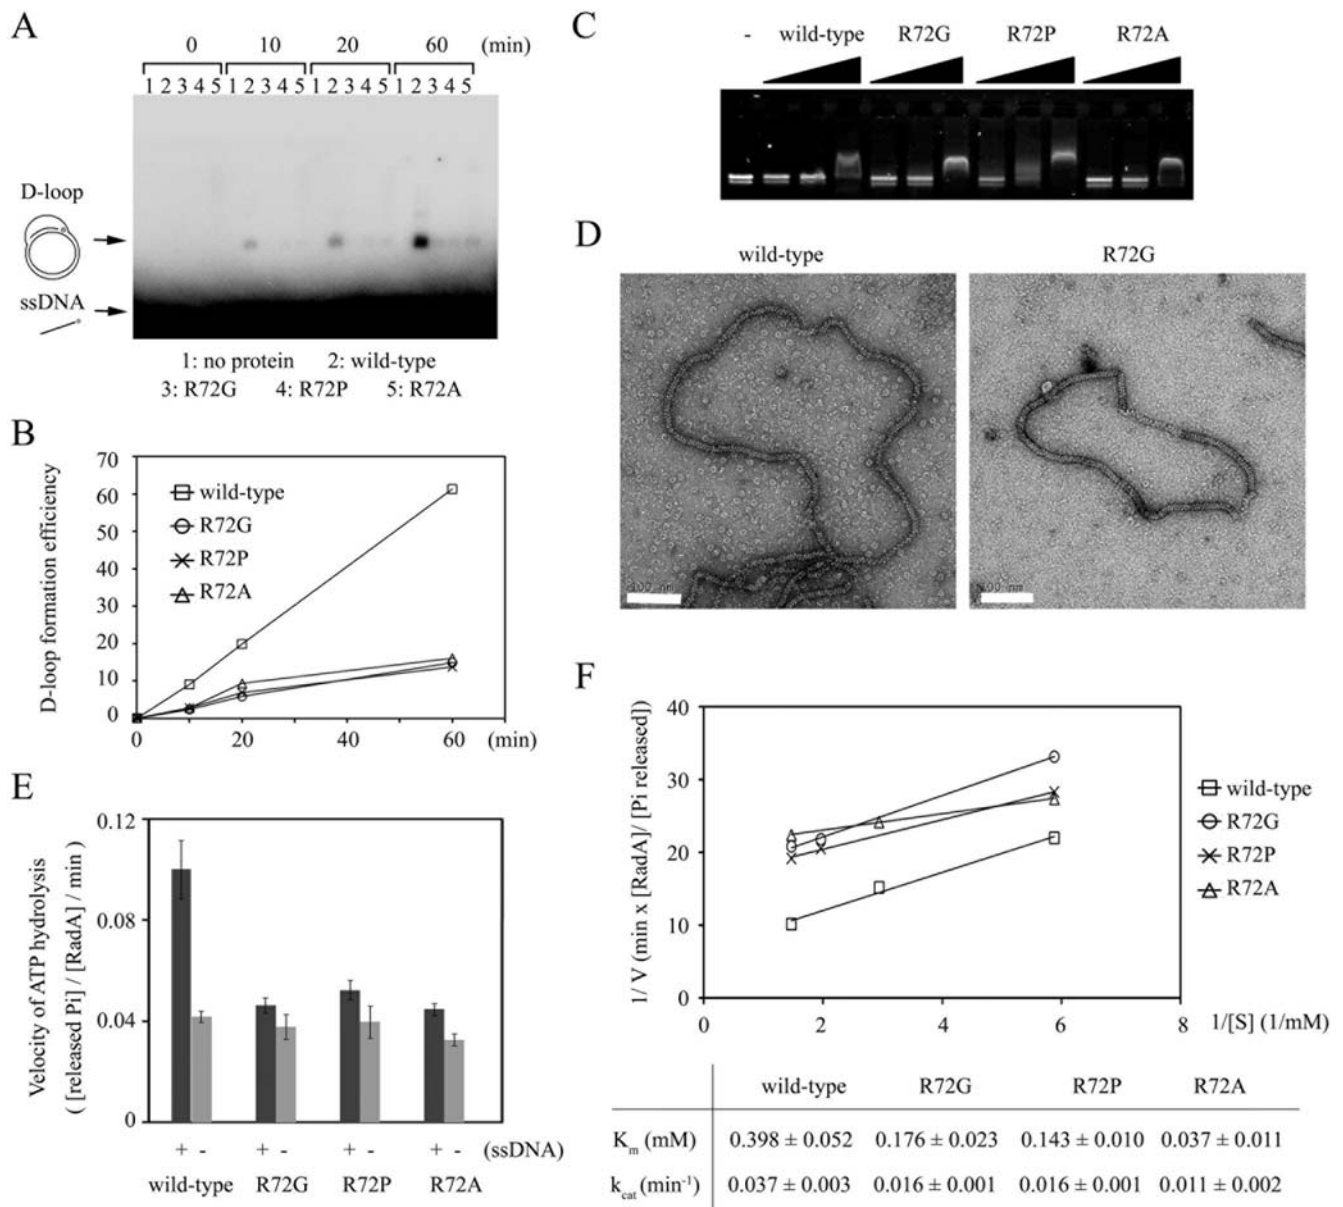 A
0 10 20 60 (min)
1 2 3 4 5 1 2 3 4 5 1 2 3 4 5 1 2 3 4 5
D-loop
ssDNA
1: no protein 2: wild-type
3: R72G 4: R72P 5: R72A
B
D-loop formation efficiency
70
60
50
40
30
20
10
0
wild-type
R72G
R72P
R72A
0 20 40 60 (min)
C
- wild-type R72G R72P R72A
D
wild-type R72G
100 nm 100 nm
E
Velocity of ATP hydrolysis
( [released Pi] / [RadA] / min )
0.12
0.08
0.04
0
+ - + - + - + - (ssDNA)
wild-type R72G R72P R72A
F
1/ V (min x [RadA]/ [Pi released])
40
30
20
10
0
wild-type
R72G
R72P
R72A
0 2 4 6 8 1/[S] (1/mM)
wild-type R72G R72P R72A
Km (mM) 0.398 ± 0.052 0.176 ± 0.023 0.143 ± 0.010 0.037 ± 0.011
kcat (min-1) 0.037 ± 0.003 0.016 ± 0.001 0.016 ± 0.001 0.011 ± 0.002